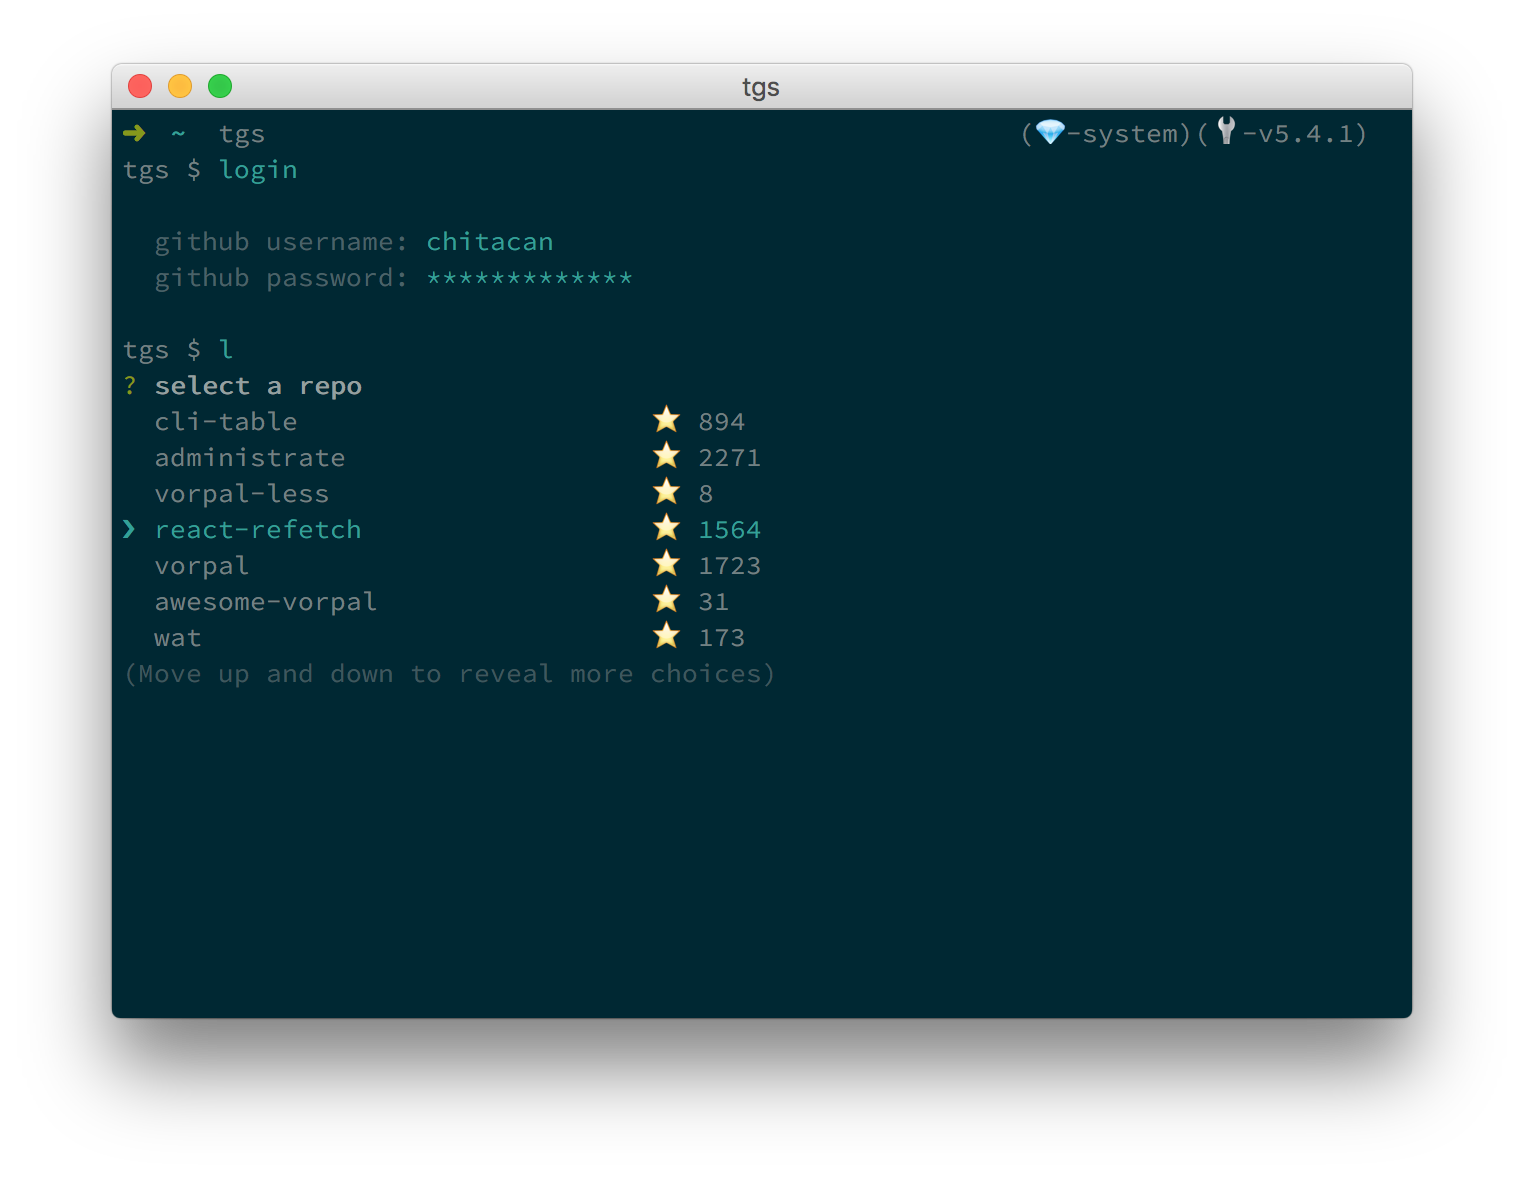 tgs
➜ ~ tgs (💎-system)(🔧-v5.4.1)
tgs $ login
github username: chitacan
github password: *************
tgs $ l
? select a repo
cli-table ⭐ 894
administrate ⭐ 2271
vorpal-less ⭐ 8
❯ react-refetch ⭐ 1564
vorpal ⭐ 1723
awesome-vorpal ⭐ 31
wat ⭐ 173
(Move up and down to reveal more choices)